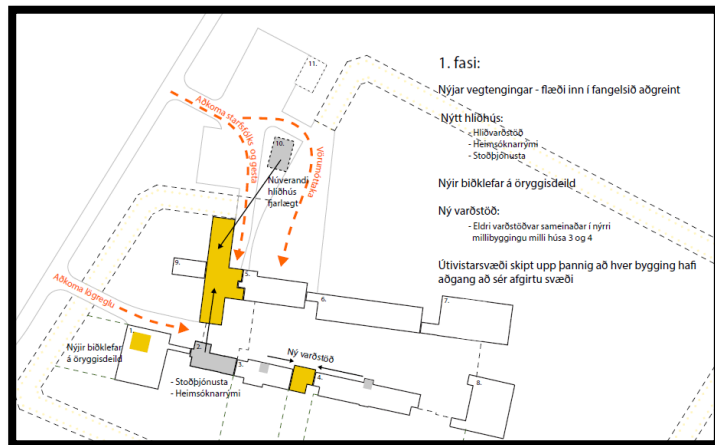 1. fasi:
Nýjar vegtengingar - flæði inn í fangelsið aðgreint
Nýtt hliðhús:
- Hliðvarðstöð
- Heimsóknarrými
- Stoðþjónusta
Nýir biðklefar á öryggisdeild
Ný varðstöð:
- Eldri varðstöðvar sameinaðar í nýrri
millibyggingu milli húsa 3 og 4
Útivistarsvæði skipt upp þannig að hver bygging hafi
aðgang að sér afgirtu svæði
11.
Aðkoma starfsfólks
og gesta
Vörumóttaka
10.
Núverandi
hliðhús
fjarlægt
9.
5.
6.
7.
Aðkoma lögreglu
1.
Nýjir biðklefar
á öryggisdeild
2.
3.
Ný varðstöð
4.
8.
- Stoðþjónusta
- Heimsóknarrými